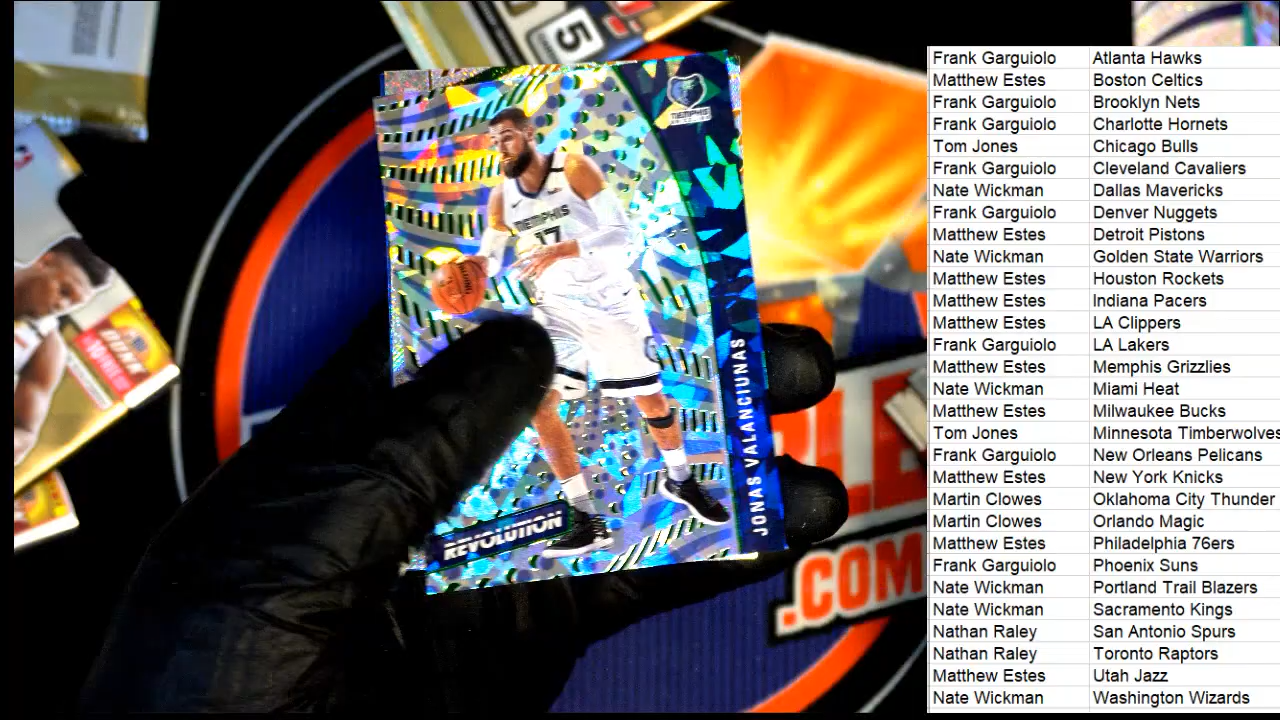 5
MEMPHIS
MEMPHIS
17
JONAS VALANCIUNAS
REVOLUTION
.COM
Frank Garguiolo Atlanta Hawks
Matthew Estes Boston Celtics
Frank Garguiolo Brooklyn Nets
Frank Garguiolo Charlotte Hornets
Tom Jones Chicago Bulls
Frank Garguiolo Cleveland Cavaliers
Nate Wickman Dallas Mavericks
Frank Garguiolo Denver Nuggets
Matthew Estes Detroit Pistons
Nate Wickman Golden State Warriors
Matthew Estes Houston Rockets
Matthew Estes Indiana Pacers
Matthew Estes LA Clippers
Frank Garguiolo LA Lakers
Matthew Estes Memphis Grizzlies
Nate Wickman Miami Heat
Matthew Estes Milwaukee Bucks
Tom Jones Minnesota Timberwolves
Frank Garguiolo New Orleans Pelicans
Matthew Estes New York Knicks
Martin Clowes Oklahoma City Thunder
Martin Clowes Orlando Magic
Matthew Estes Philadelphia 76ers
Frank Garguiolo Phoenix Suns
Nate Wickman Portland Trail Blazers
Nate Wickman Sacramento Kings
Nathan Raley San Antonio Spurs
Nathan Raley Toronto Raptors
Matthew Estes Utah Jazz
Nate Wickman Washington Wizards